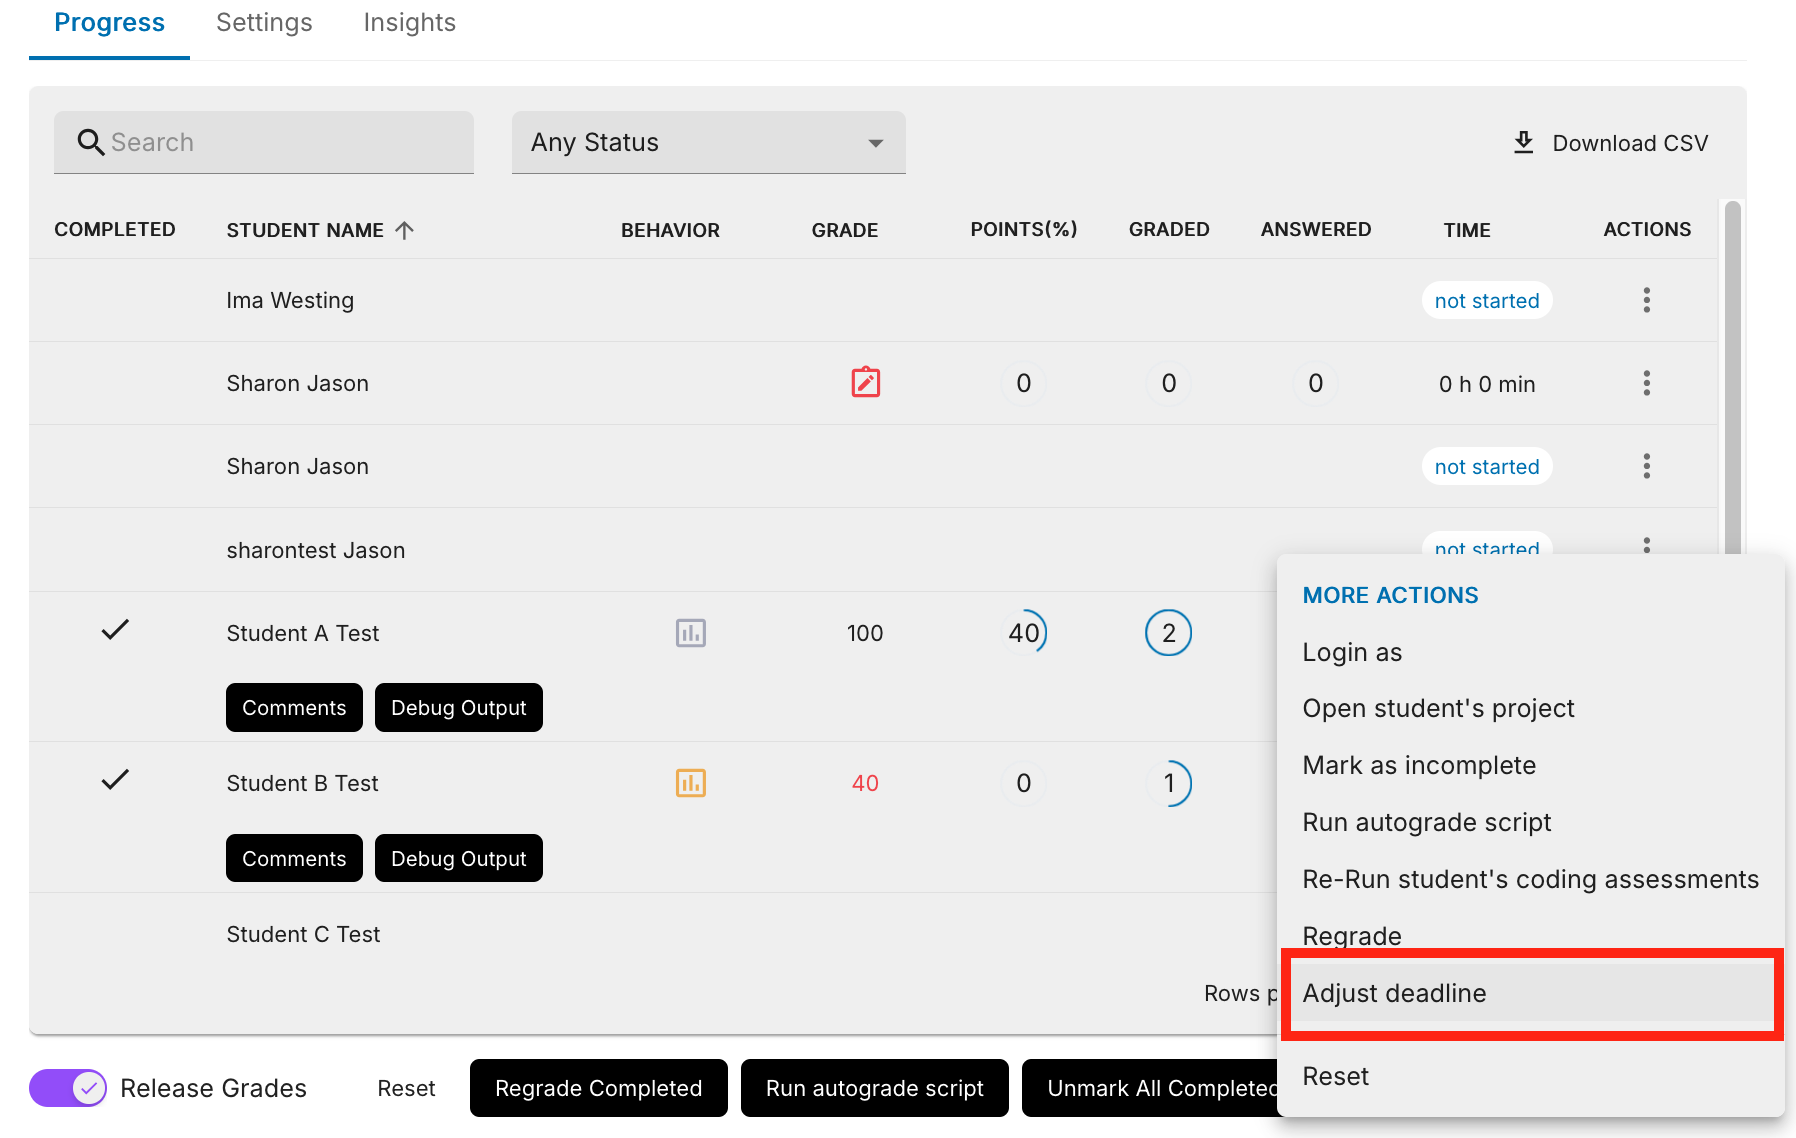 Progress Settings Insights
Search Any Status Download CSV
COMPLETED STUDENT NAME BEHAVIOR GRADE POINTS(%) GRADED ANSWERED TIME ACTIONS
Ima Westing not started
Sharon Jason 0 0 0 0 h 0 min
Sharon Jason not started
sharontest Jason not started
Student A Test 100 40 2
Comments Debug Output
Student B Test 40 0 1
Comments Debug Output
Student C Test
Rows p
Release Grades Reset Regrade Completed Run autograde script Unmark All Completed
MORE ACTIONS
Login as
Open student's project
Mark as incomplete
Run autograde script
Re-Run student's coding assessments
Regrade
Adjust deadline
Reset